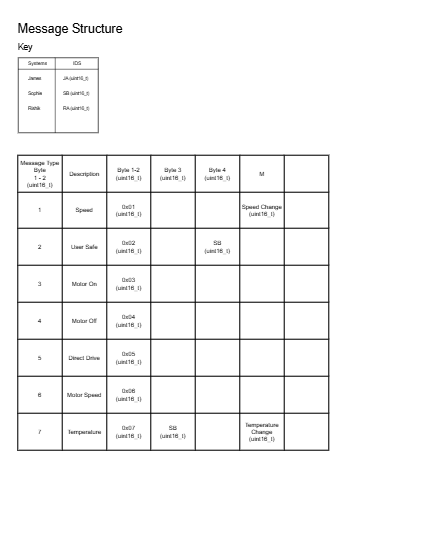 Message Structure
Key
Systems IDS
James JA (uint16_t)
Sophie SB (uint16_t)
Rishik RA (uint16_t)
Message Type
Byte
1 - 2
(uint16_t)
Description
Byte 1-2
(uint16_t)
Byte 3
(uint16_t)
Byte 4
(uint16_t)
M
1
Speed
0x01
(uint16_t)
Speed Change
(uint16_t)
2
User Safe
0x02
(uint16_t)
SB
(uint16_t)
3
Motor On
0x03
(uint16_t)
4
Motor Off
0x04
(uint16_t)
5
Direct Drive
0x05
(uint16_t)
6
Motor Speed
0x06
(uint16_t)
7
Temperature
0x07
(uint16_t)
SB
(uint16_t)
Temperature
Change
(uint16_t)